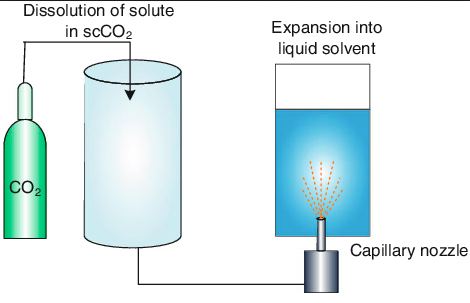 Dissolution of solute
in scCO₂
Expansion into
liquid solvent
CO₂
Capillary nozzle